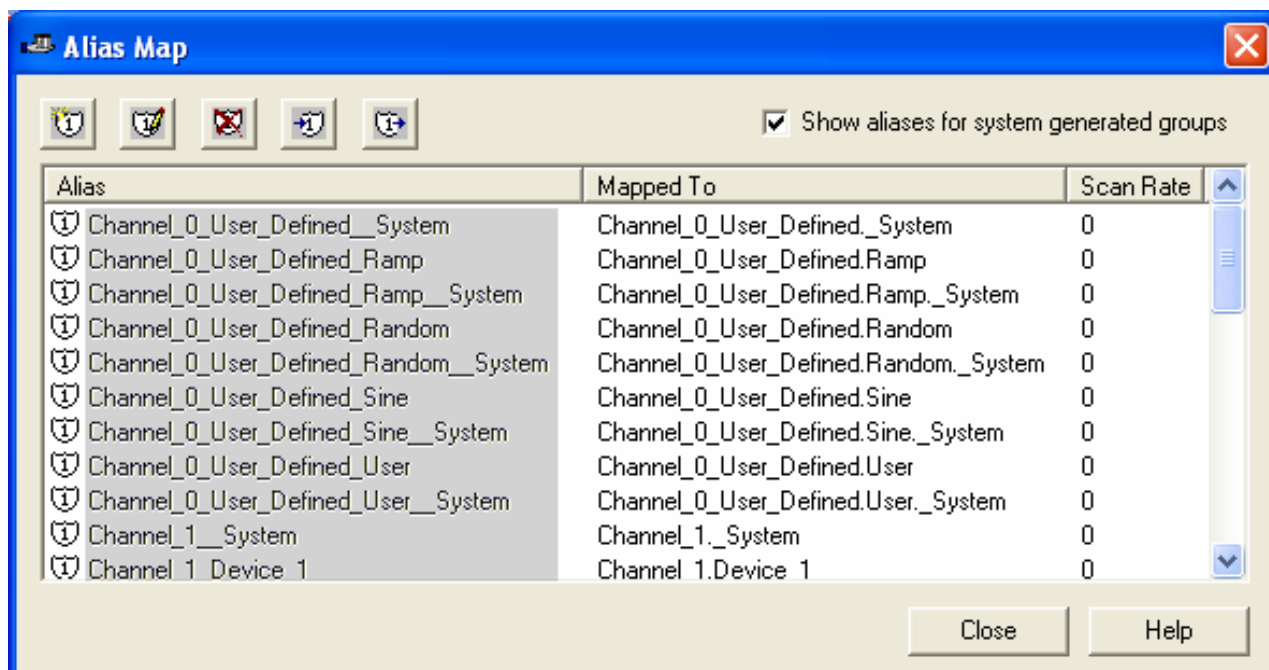 Alias Map
Show aliases for system generated groups
Alias Mapped To Scan Rate
Channel_0_User_Defined__System Channel_0_User_Defined._System 0
Channel_0_User_Defined_Ramp Channel_0_User_Defined.Ramp 0
Channel_0_User_Defined_Ramp__System Channel_0_User_Defined.Ramp._System 0
Channel_0_User_Defined_Random Channel_0_User_Defined.Random 0
Channel_0_User_Defined_Random__System Channel_0_User_Defined.Random._System 0
Channel_0_User_Defined_Sine Channel_0_User_Defined.Sine 0
Channel_0_User_Defined_Sine__System Channel_0_User_Defined.Sine._System 0
Channel_0_User_Defined_User Channel_0_User_Defined.User 0
Channel_0_User_Defined_User__System Channel_0_User_Defined.User._System 0
Channel_1__System Channel_1._System 0
Channel_1_Device_1 Channel_1.Device_1 0
Close Help